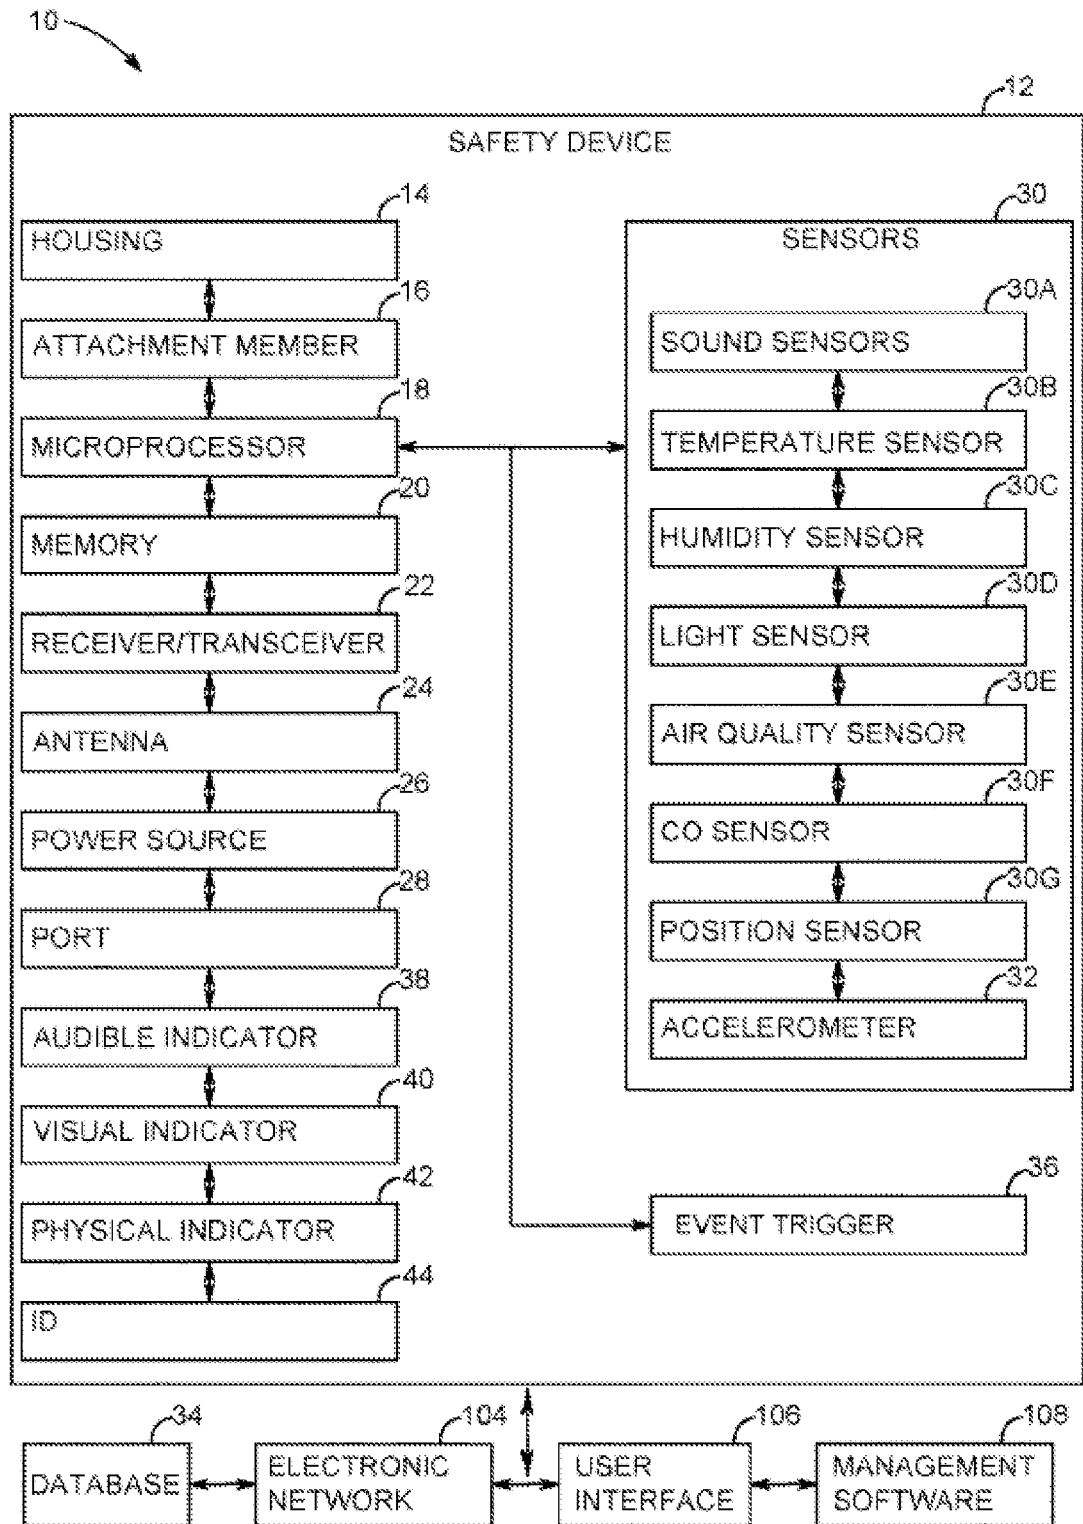 10
12
SAFETY DEVICE
14
HOUSING
16
ATTACHMENT MEMBER
18
MICROPROCESSOR
20
MEMORY
22
RECEIVER/TRANSCEIVER
24
ANTENNA
26
POWER SOURCE
28
PORT
38
AUDIBLE INDICATOR
40
VISUAL INDICATOR
42
PHYSICAL INDICATOR
44
ID
30
SENSORS
30A
SOUND SENSORS
30B
TEMPERATURE SENSOR
30C
HUMIDITY SENSOR
30D
LIGHT SENSOR
30E
AIR QUALITY SENSOR
30F
CO SENSOR
30G
POSITION SENSOR
32
ACCELEROMETER
36
EVENT TRIGGER
34
DATABASE
104
ELECTRONIC
NETWORK
106
USER
INTERFACE
108
MANAGEMENT
SOFTWARE